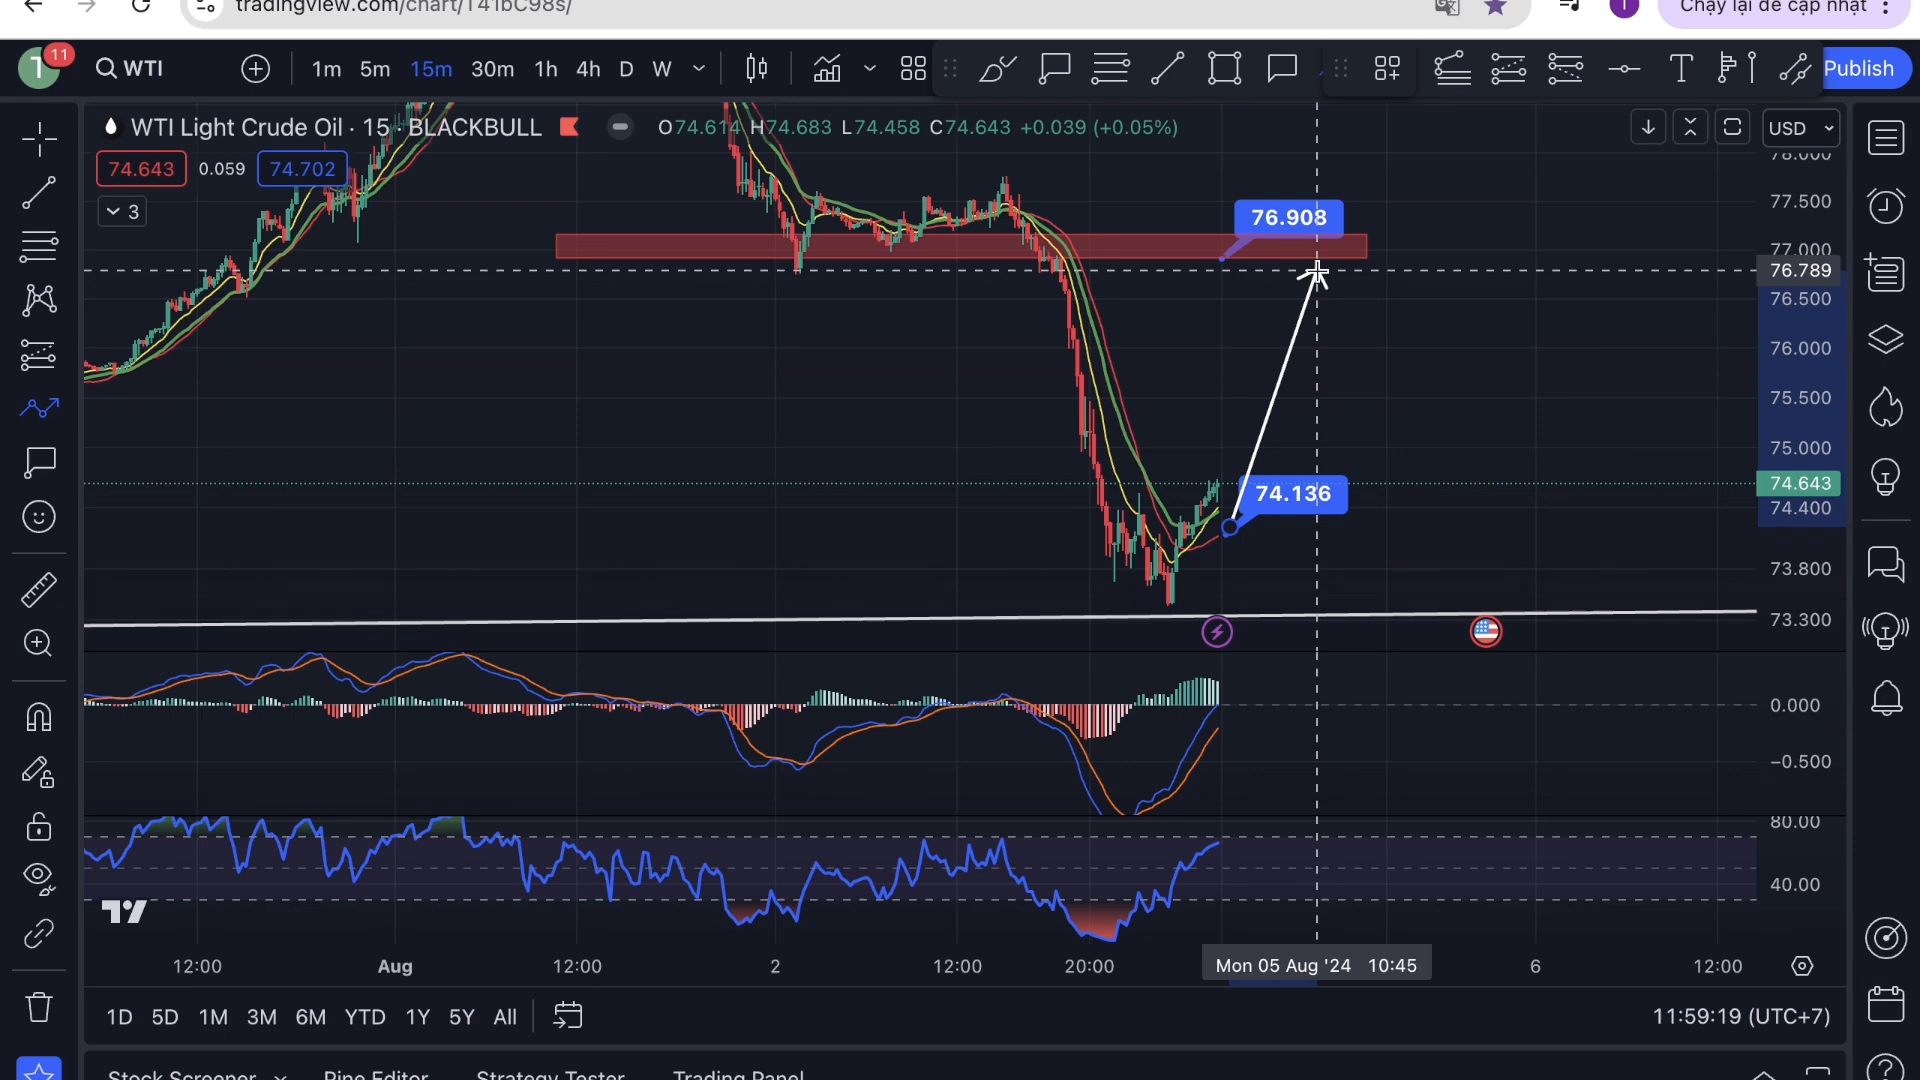 tradingview.com/chart/T41bC98s/
Chạy lại để cập nhật
T
11
WTI
1m 5m 15m 30m 1h 4h D W
T
Publish
WTI Light Crude Oil · 15 · BLACKBULL
O74.614 H74.683 L74.458 C74.643 +0.039 (+0.05%)
USD
74.643 0.059 74.702
3
78.000
77.500
77.000
76.789
76.500
76.000
75.500
75.000
74.643
74.400
73.800
73.300
76.908
74.136
0.000
−0.500
80.00
40.00
12:00 Aug 12:00 2 12:00 20:00 Mon 05 Aug '24 10:45 6 12:00
1D 5D 1M 3M 6M YTD 1Y 5Y All
11:59:19 (UTC+7)
Stock Screener Pine Editor Strategy Tester Trading Panel